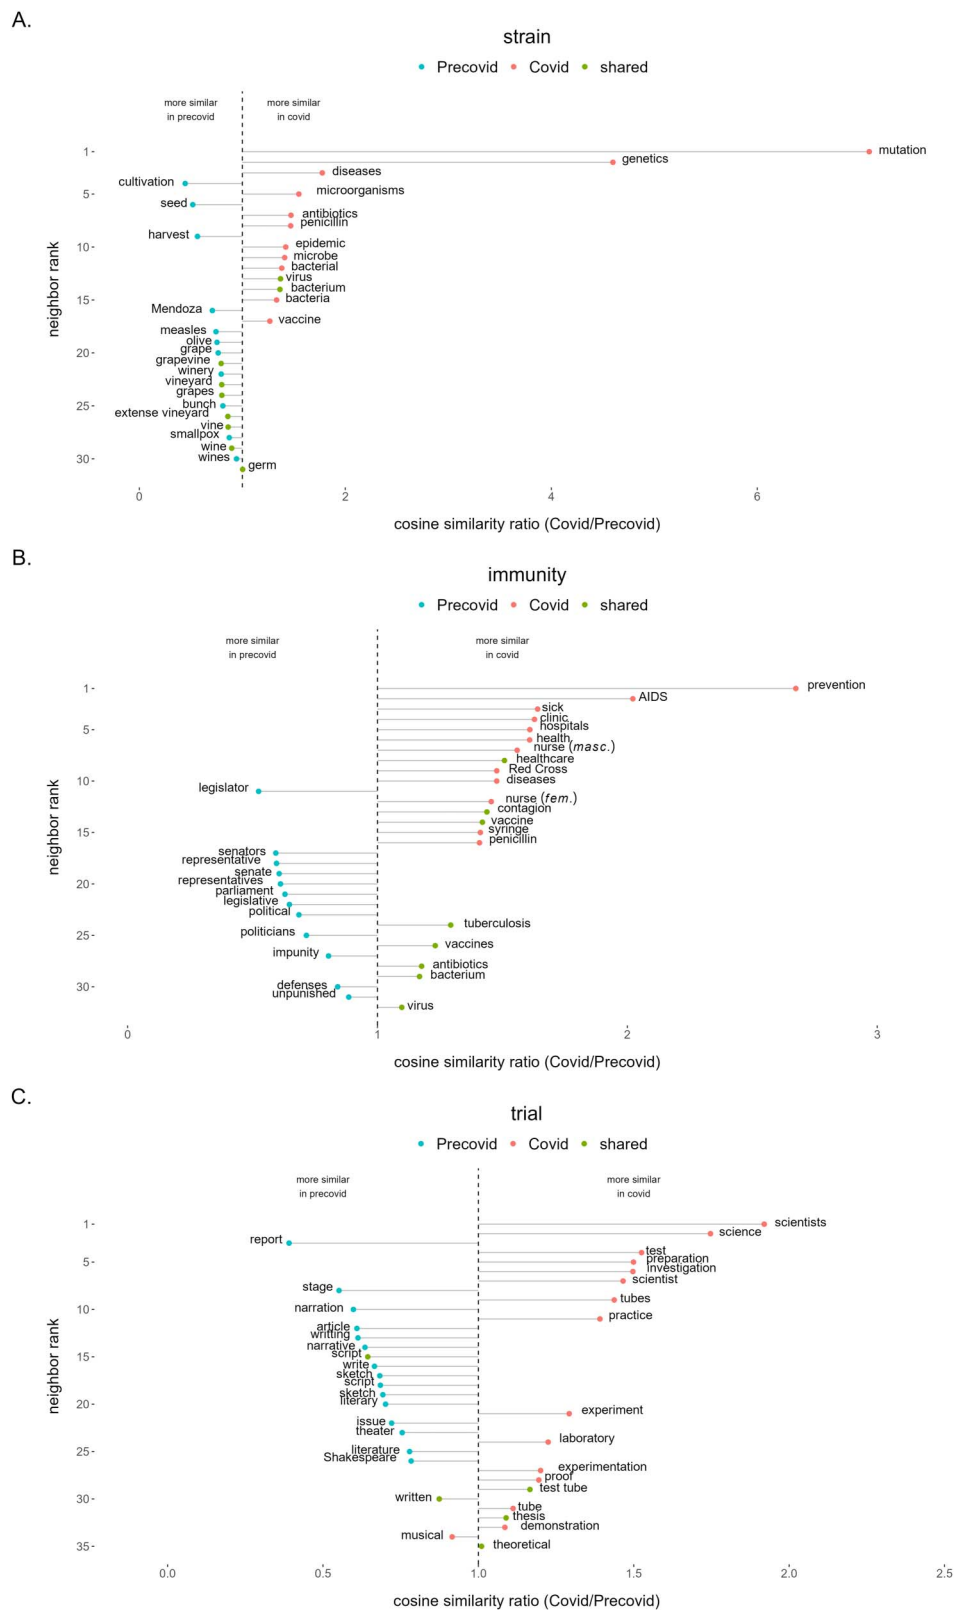 A.
strain
Precovid Covid shared
more similar
in precovid
more similar
in covid
neighbor rank
1
mutation
genetics
diseases
cultivation
5
microorganisms
seed
antibiotics
penicillin
harvest
10
epidemic
microbe
bacterial
virus
bacterium
15
bacteria
Mendoza
vaccine
measles
olive
20
grape
grapevine
winery
vineyard
grapes
25
bunch
extense vineyard
vine
smallpox
wine
30
wines
germ
0 2 4 6
cosine similarity ratio (Covid/Precovid)
B.
immunity
Precovid Covid shared
more similar
in precovid
more similar
in covid
neighbor rank
1
prevention
AIDS
sick
clinic
5
hospitals
health
nurse (masc.)
healthcare
Red Cross
10
diseases
legislator
nurse (fem.)
contagion
vaccine
15
syringe
penicillin
senators
representative
senate
20
representatives
parliament
legislative
political
tuberculosis
25
politicians
vaccines
impunity
antibiotics
bacterium
30
defenses
unpunished
virus
0 1 2 3
cosine similarity ratio (Covid/Precovid)
C.
trial
Precovid Covid shared
more similar
in precovid
more similar
in covid
neighbor rank
1
scientists
science
report
test
5
preparation
investigation
scientist
stage
tubes
10
narration
practice
article
writting
narrative
15
script
write
sketch
script
sketch
20
literary
experiment
issue
theater
laboratory
25
literature
Shakespeare
experimentation
proof
test tube
30
written
tube
thesis
demonstration
musical
35
theoretical
0.0 0.5 1.0 1.5 2.0 2.5
cosine similarity ratio (Covid/Precovid)